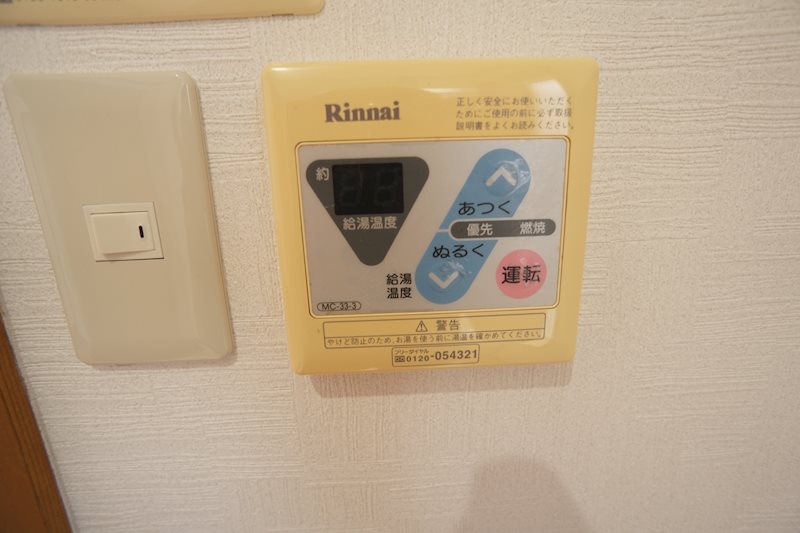 Rinnai
正しく安全にお使いいただく
ためにご使用の前に必ず取扱
説明書をよくお読みください。
約
給湯温度
あつく
優先 燃焼
ぬるく
給湯
温度
運転
MC-33-3
⚠ 警告
やけど防止のため、お湯を使う前に湯温を確かめてください。
フリーダイヤル
0120-054321